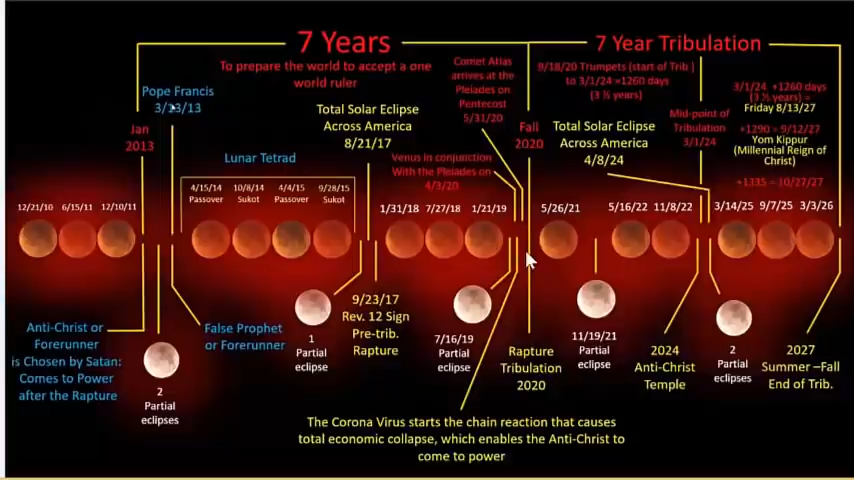 7 Years
To prepare the world to accept a one
world ruler
7 Year Tribulation
9/18/20 Trumpets (start of Trib )
to 3/1/24 =1260 days
(3 ½ years)
Comet Atlas
arrives at the
Pleiades on
Pentecost
5/31/20
3/1/24 +1260 days
(3 ½ years)=
Friday 8/13/27
+1290 = 9/12/27
Yom Kippur
(Millennial Reign of
Christ)
+1335 = 10/27/27
Pope Francis
3/13/13
Jan
2013
Total Solar Eclipse
Across America
8/21/17
Fall
2020
Total Solar Eclipse
Across America
4/8/24
Mid-point of
Tribulation
3/1/24
Lunar Tetrad
Venus in conjunction
With the Pleiades on
4/3/20
12/21/10
6/15/11
12/10/11
4/15/14
Passover
10/8/14
Sukot
4/4/15
Passover
9/28/15
Sukot
1/31/18
7/27/18
1/21/19
5/26/21
5/16/22
11/8/22
3/14/25
9/7/25
3/3/26
Anti-Christ or
Forerunner
is Chosen by Satan:
Comes to Power
after the Rapture
2
Partial
eclipses
False Prophet
or Forerunner
1
Partial
eclipse
9/23/17
Rev. 12 Sign
Pre-trib.
Rapture
7/16/19
Partial
eclipse
Rapture
Tribulation
2020
11/19/21
Partial
eclipse
2024
Anti-Christ
Temple
2
Partial
eclipses
2027
Summer –Fall
End of Trib.
The Corona Virus starts the chain reaction that causes
total economic collapse, which enables the Anti-Christ to
come to power